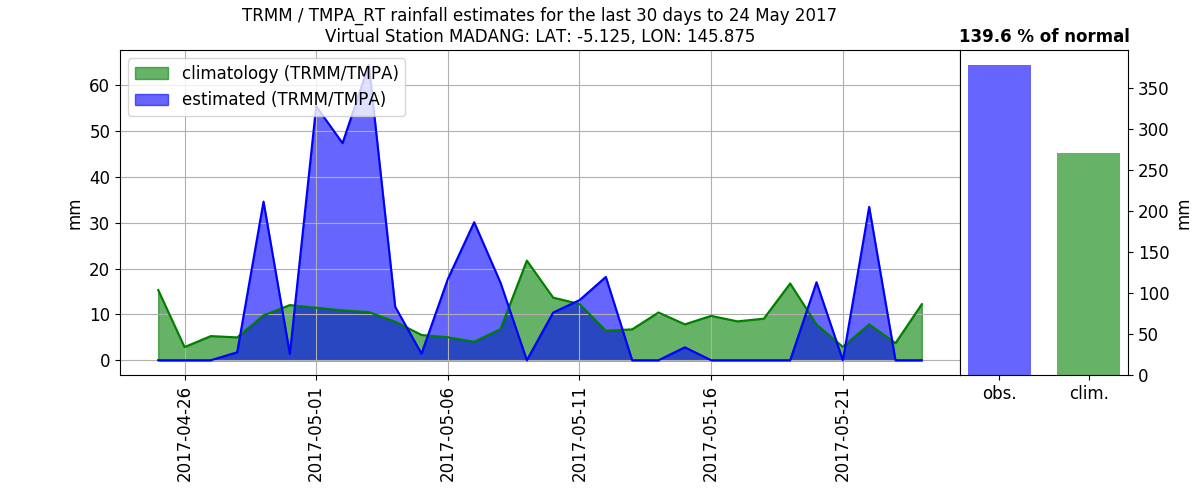 TRMM / TMPA_RT rainfall estimates for the last 30 days to 24 May 2017
Virtual Station MADANG: LAT: -5.125, LON: 145.875
139.6 % of normal
climatology (TRMM/TMPA)
estimated (TRMM/TMPA)
60
50
40
30
20
10
0
mm
2017-04-26
2017-05-01
2017-05-06
2017-05-11
2017-05-16
2017-05-21
350
300
250
200
150
100
50
0
mm
obs.
clim.